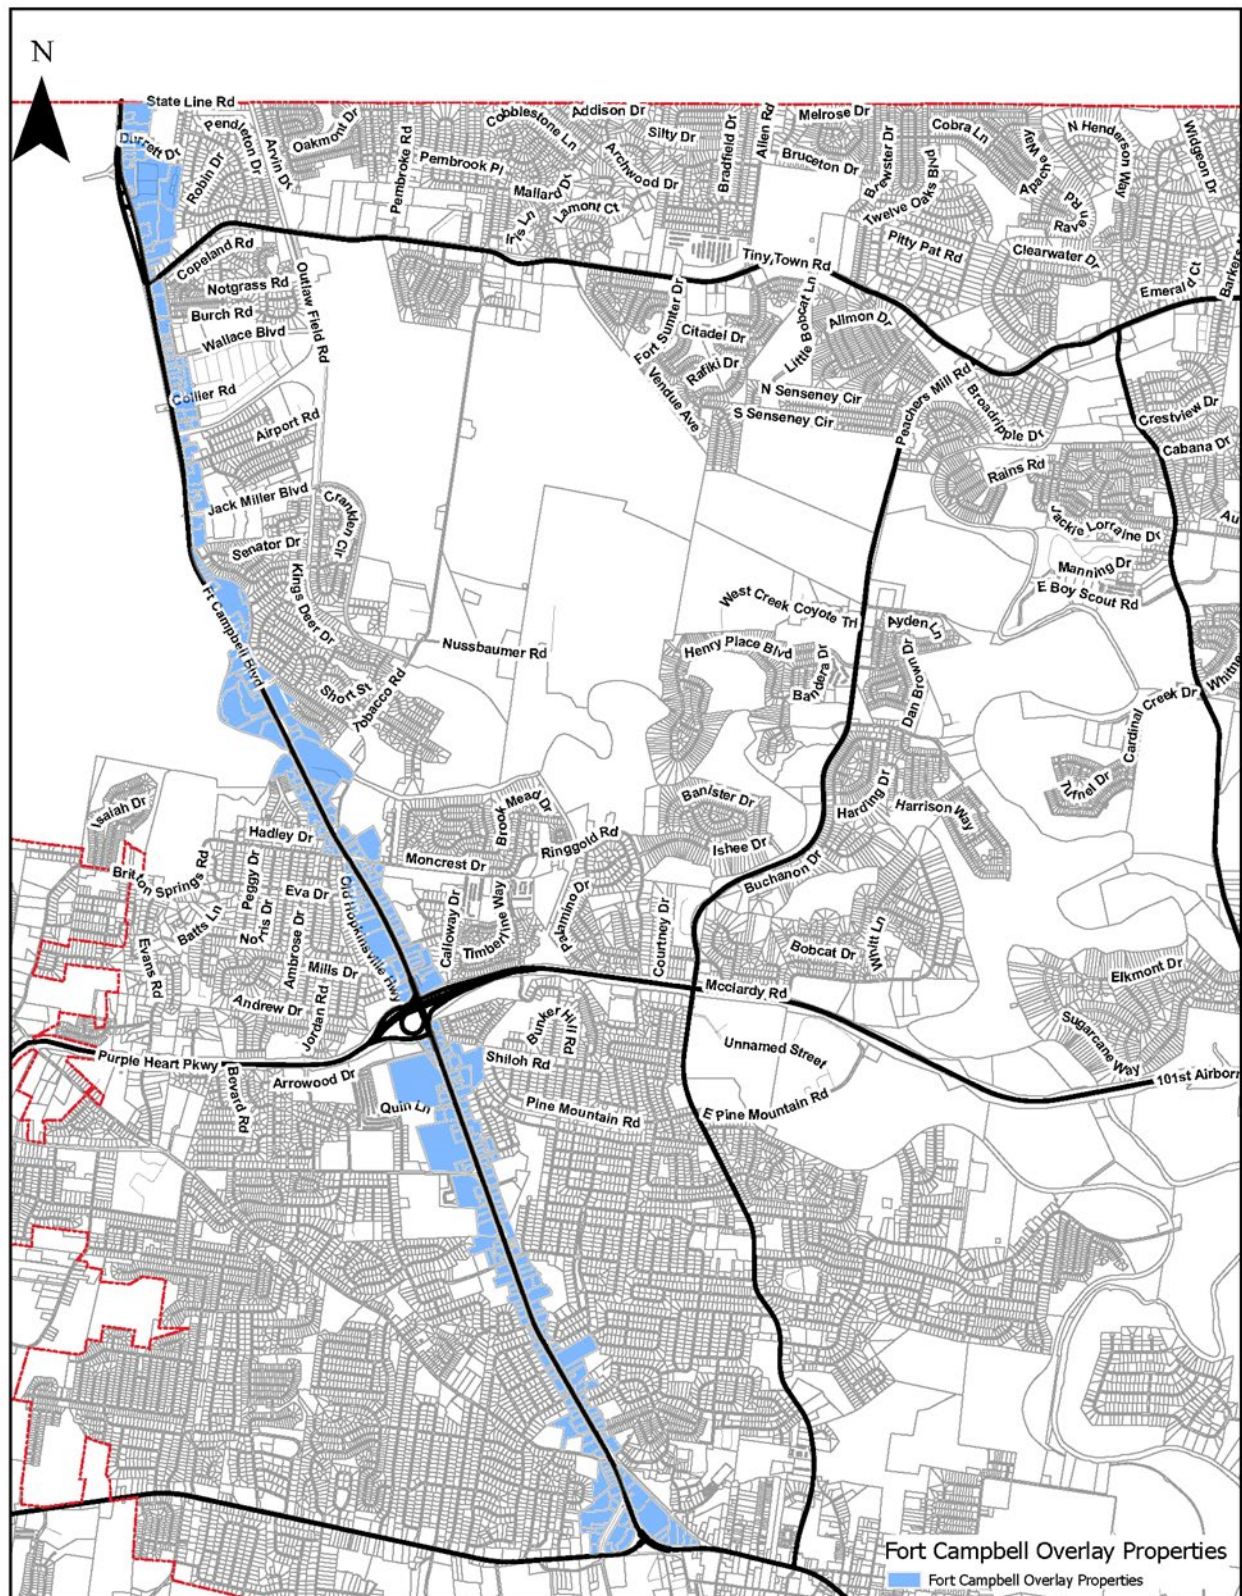 N
State Line Rd
Addison Dr
Cobblestone Ln
Melrose Dr
Pendleton Dr
Oakmont Dr
Pembroke Rd
Silty Dr
Bradfield Dr
Allen Rd
Cobra Ln
Apache Way
N Henderson Way
Widgeon Dr
Durrett Dr
Robin Dr
Arvin Dr
Pembrook Pl
Archwood Dr
Bruceton Dr
Brewster Dr
Mallard Dr
Iris Ln
Lamont Ct
Twelve Oaks Blvd
Raven Rd
Pitty Pat Rd
Clearwater Dr
Copeland Rd
Tiny Town Rd
Notgrass Rd
Outlaw Field Rd
Emerald Ct
Burch Rd
Fort Sumter Dr
Little Bobcat Ln
Allmon Dr
Wallace Blvd
Citadel Dr
Rafiki Dr
Collier Rd
Vendue Ave
N Senseney Cir
S Senseney Cir
Peachers Mill Rd
Broadripple Dr
Crestview Dr
Airport Rd
Cabana Dr
Rains Rd
Jack Miller Blvd
Cranklen Cir
Jackie Lorraine Dr
Au
Senator Dr
Manning Dr
E Boy Scout Rd
Kings Deer Dr
Ft Campbell Blvd
West Creek Coyote Trl
Ayden Ln
Nussbaumer Rd
Henry Place Blvd
Bandera Dr
Dan Brown Dr
Short St
Tobacco Rd
Cardinal Creek Dr
Whitne
Tufnel Dr
Isaiah Dr
Brook Mead Dr
Banister Dr
Harding Dr
Harrison Way
Hadley Dr
Ringgold Rd
Ishee Dr
Moncrest Dr
Britton Springs Rd
Peggy Dr
Eva Dr
Buchanon Dr
Old Hopkinsville Hwy
Calloway Dr
Timberline Way
Palamino Dr
Courtney Dr
Batts Ln
Norris Dr
Ambrose Dr
Whitt Ln
Bobcat Dr
Evans Rd
Mills Dr
Elkmont Dr
Andrew Dr
Jordan Rd
Mcclardy Rd
Bunker Hill Rd
Sugarcane Way
Unnamed Street
Purple Heart Pkwy
Shiloh Rd
Bevard Rd
Arrowood Dr
101st Airborn
Quin Ln
Pine Mountain Rd
E Pine Mountain Rd
Fort Campbell Overlay Properties
Fort Campbell Overlay Properties